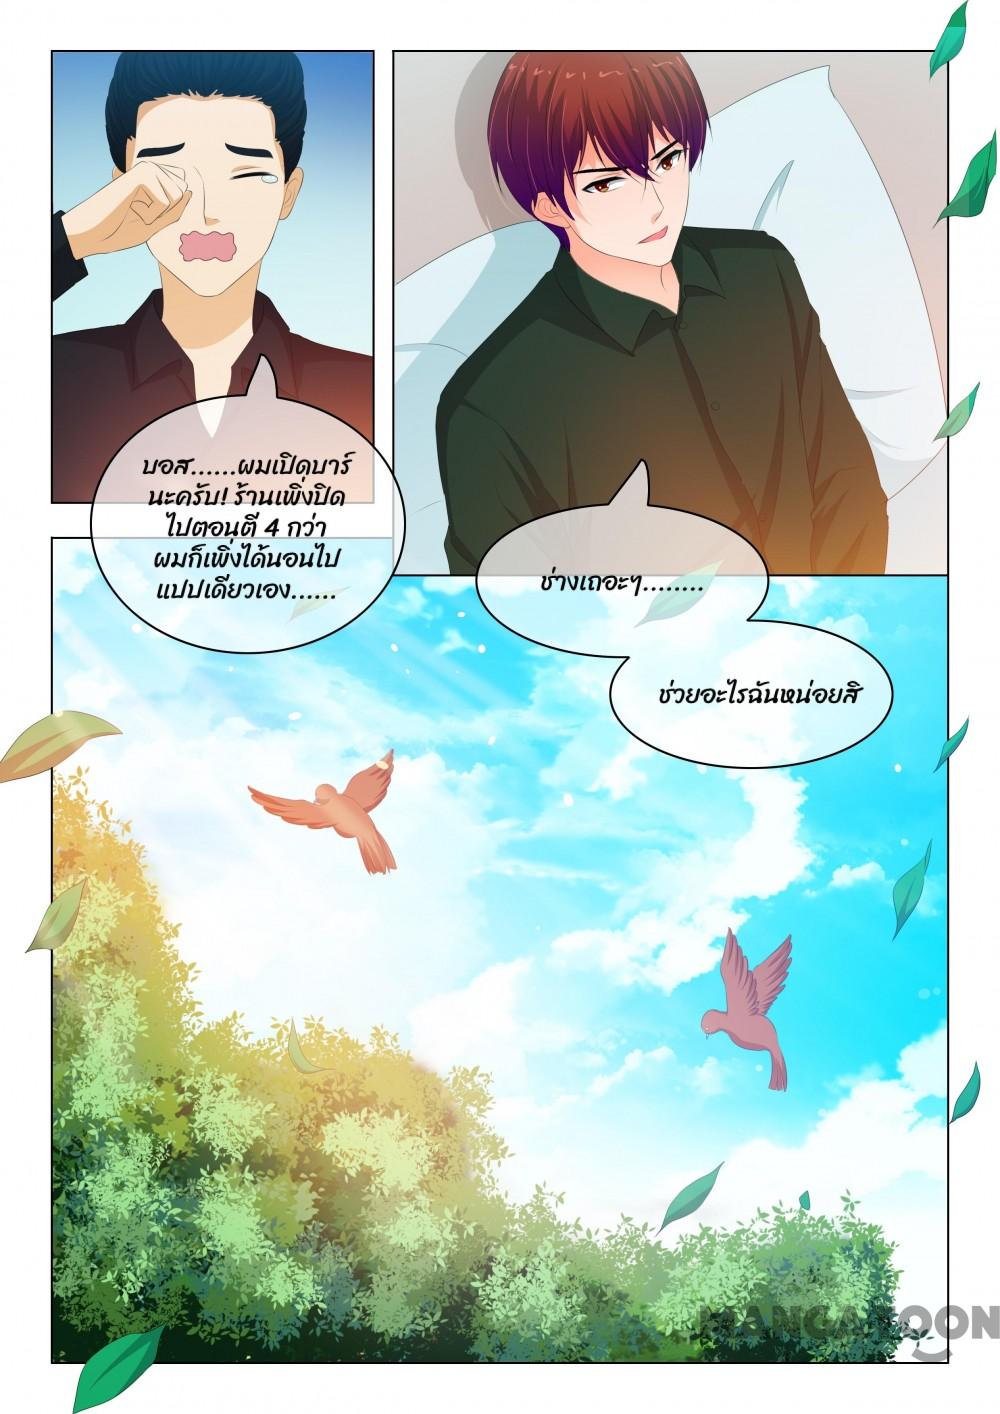 บอส......ผมเปิดบาร์
นะครับ! ร้านเพิ่งปิด
ไปตอนตี 4 กว่า
ผมก็เพิ่งได้นอนไป
แปปเดียวเอง......
ช่างเถอะๆ........
ช่วยอะไรฉันหน่อยสิ
MANGATOON